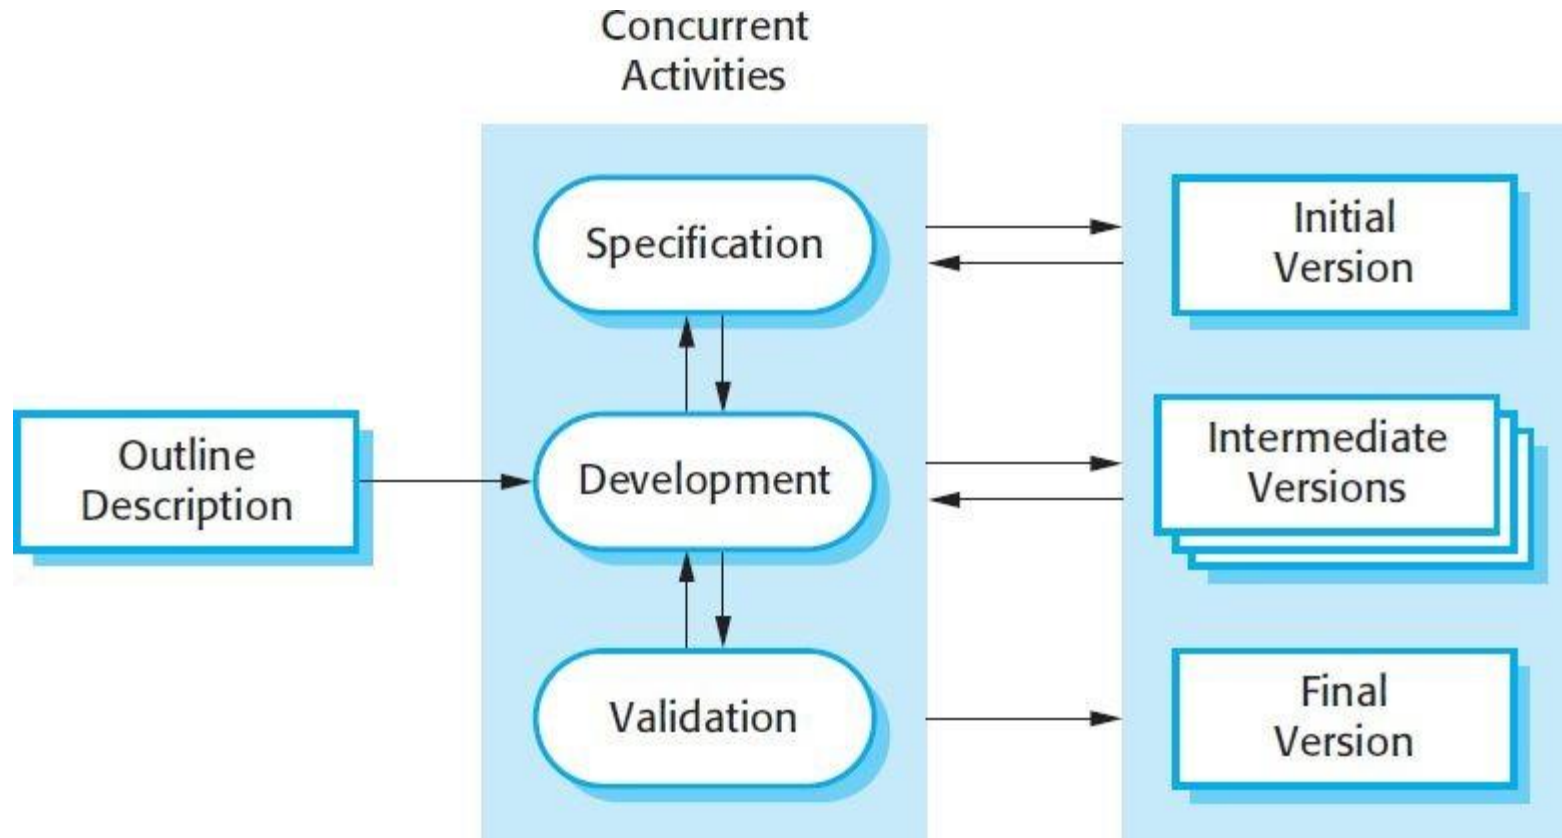 Concurrent
Activities
Specification
Initial
Version
Outline
Description
Development
Intermediate
Versions
Validation
Final
Version